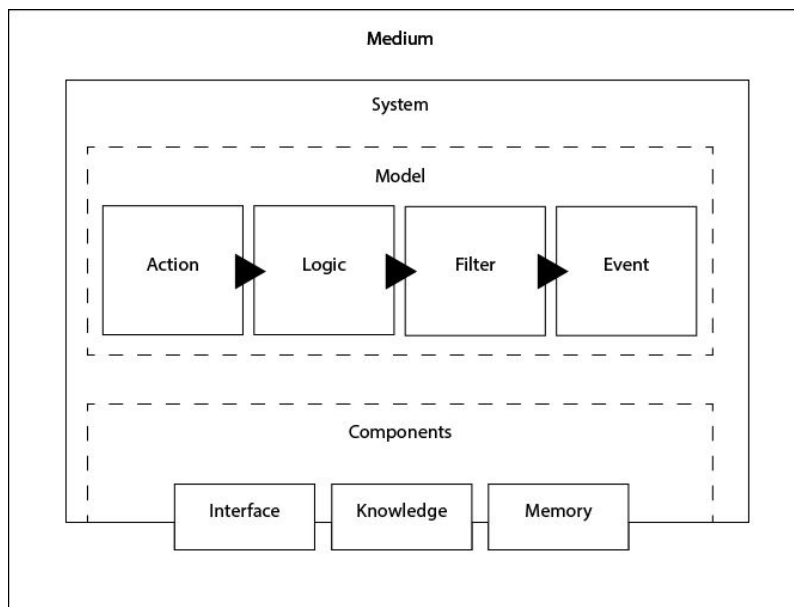 Medium
System
Model
Action Logic Filter Event
Components
Interface Knowledge Memory